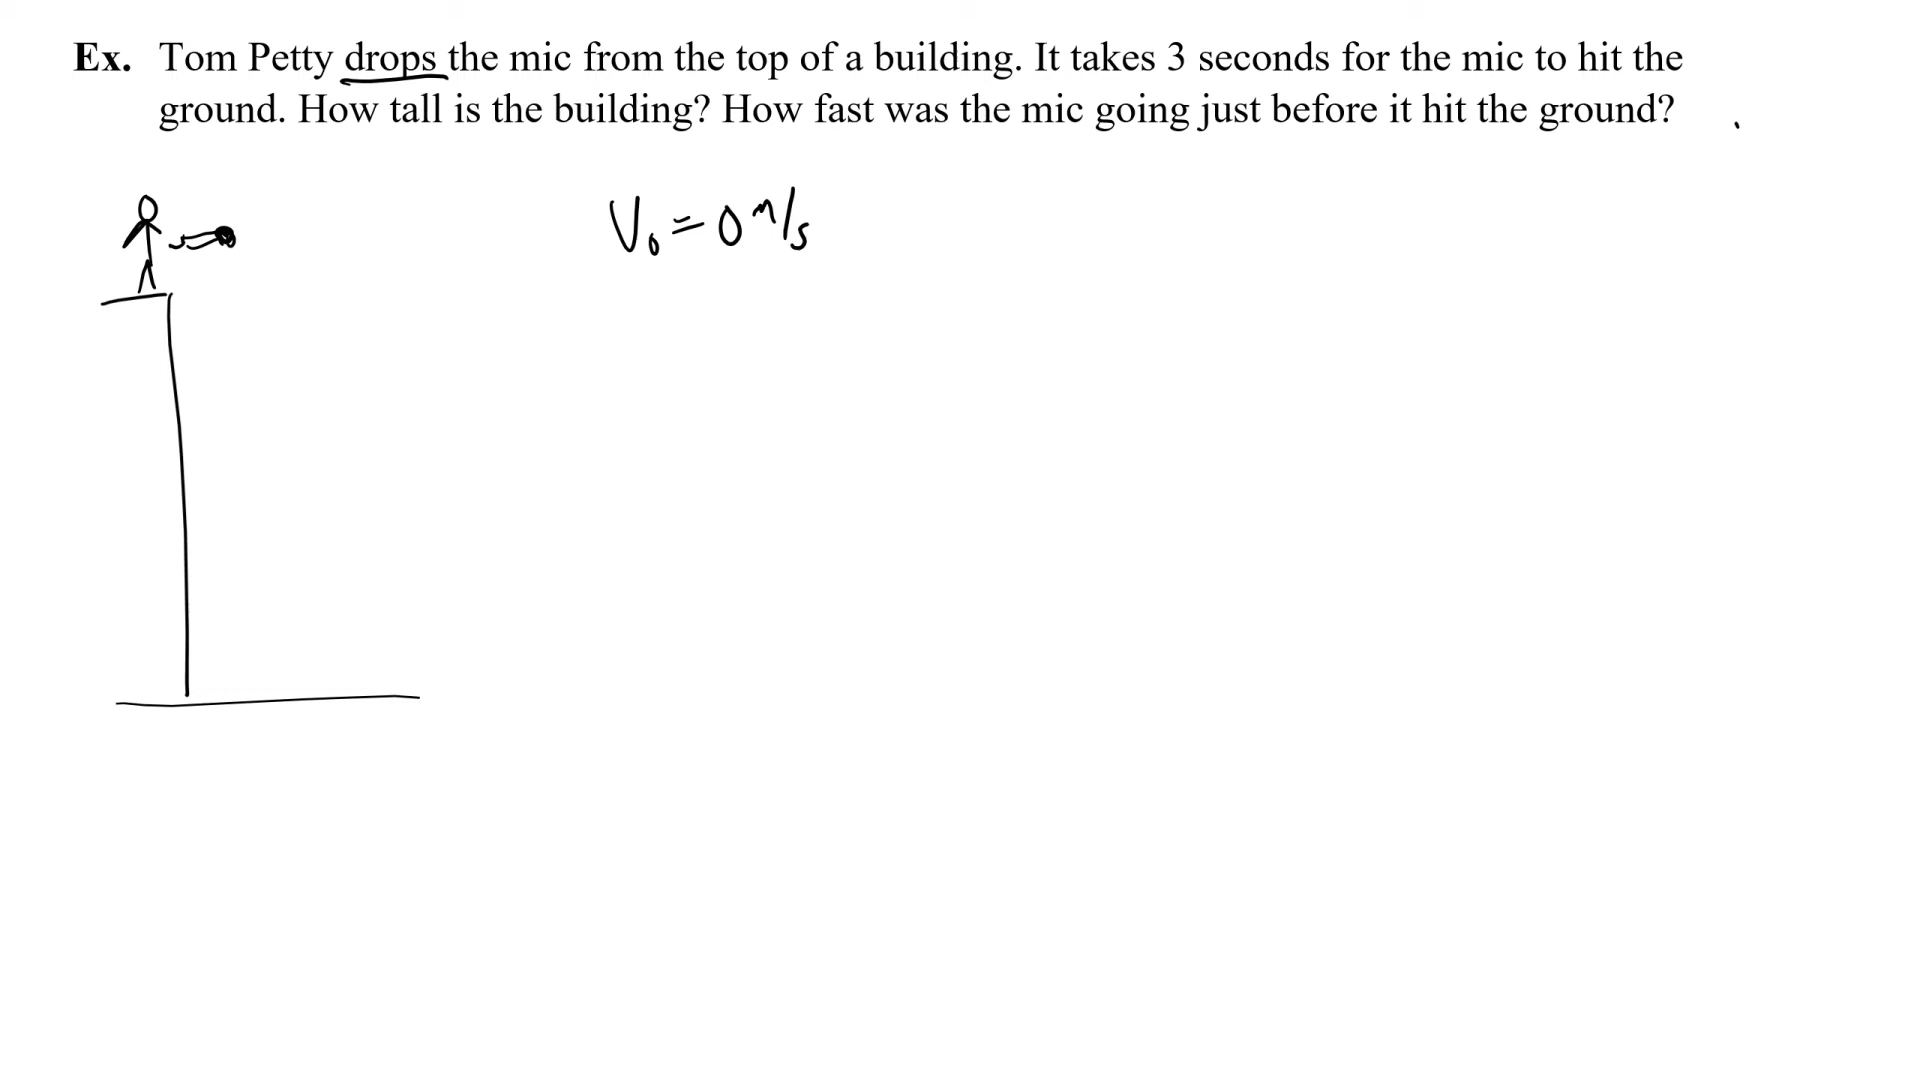 Ex. Tom Petty drops the mic from the top of a building. It takes 3 seconds for the mic to hit the
ground. How tall is the building? How fast was the mic going just before it hit the ground?
V₀ = 0 m/s